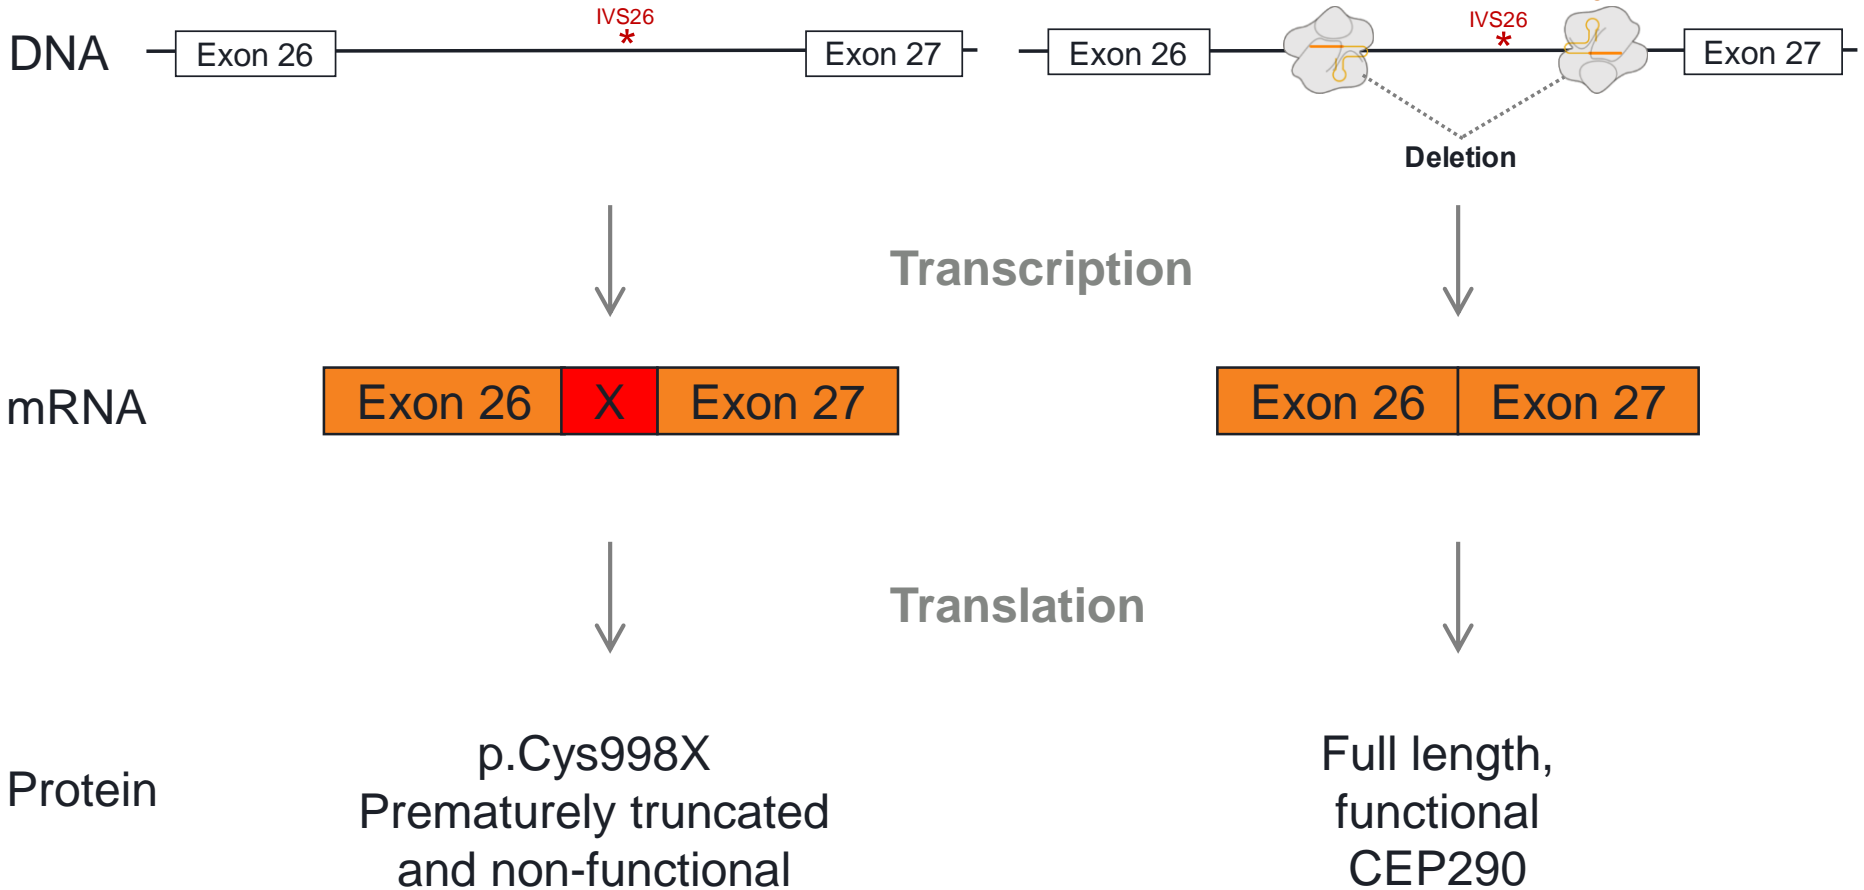 IVS26
*
IVS26
*
DNA
Exon 26
Exon 27
Exon 26
Exon 27
Deletion
Transcription
mRNA
Exon 26
X
Exon 27
Exon 26
Exon 27
Translation
Protein
p.Cys998X
Prematurely truncated
and non-functional
Full length,
functional
CEP290